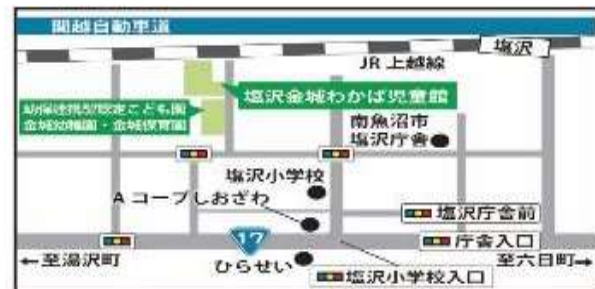 関越自動車道
塩沢
JR 上越線
塩沢金城わかば児童館
幼保連携型認定こども園
金城幼稚園・金城保育園
南魚沼市
塩沢庁舎
塩沢小学校
A コープしおざわ
塩沢庁舎前
17
庁舎入口
←至湯沢町
ひらせい
塩沢小学校入口
至六日町→